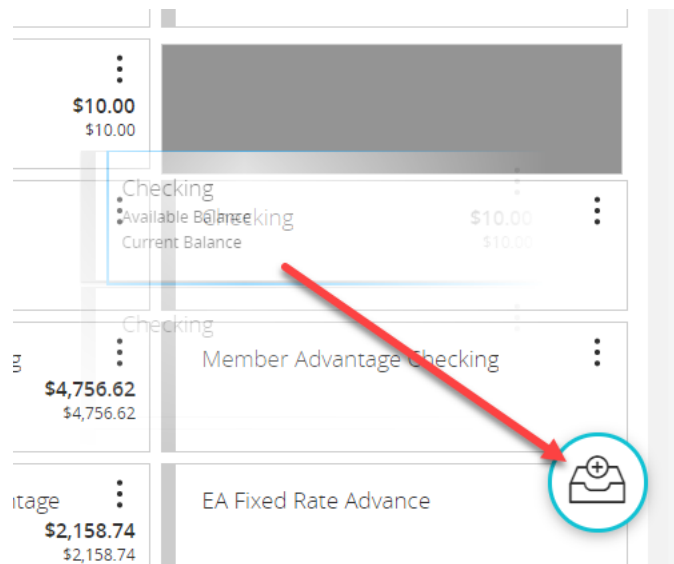 $10.00
$10.00
Checking
Available Balance
$10.00
Checking
Current Balance
$10.00
Checking
g
Member Advantage Checking
$4,756.62
$4,756.62
ntage
EA Fixed Rate Advance
$2,158.74
$2,158.74